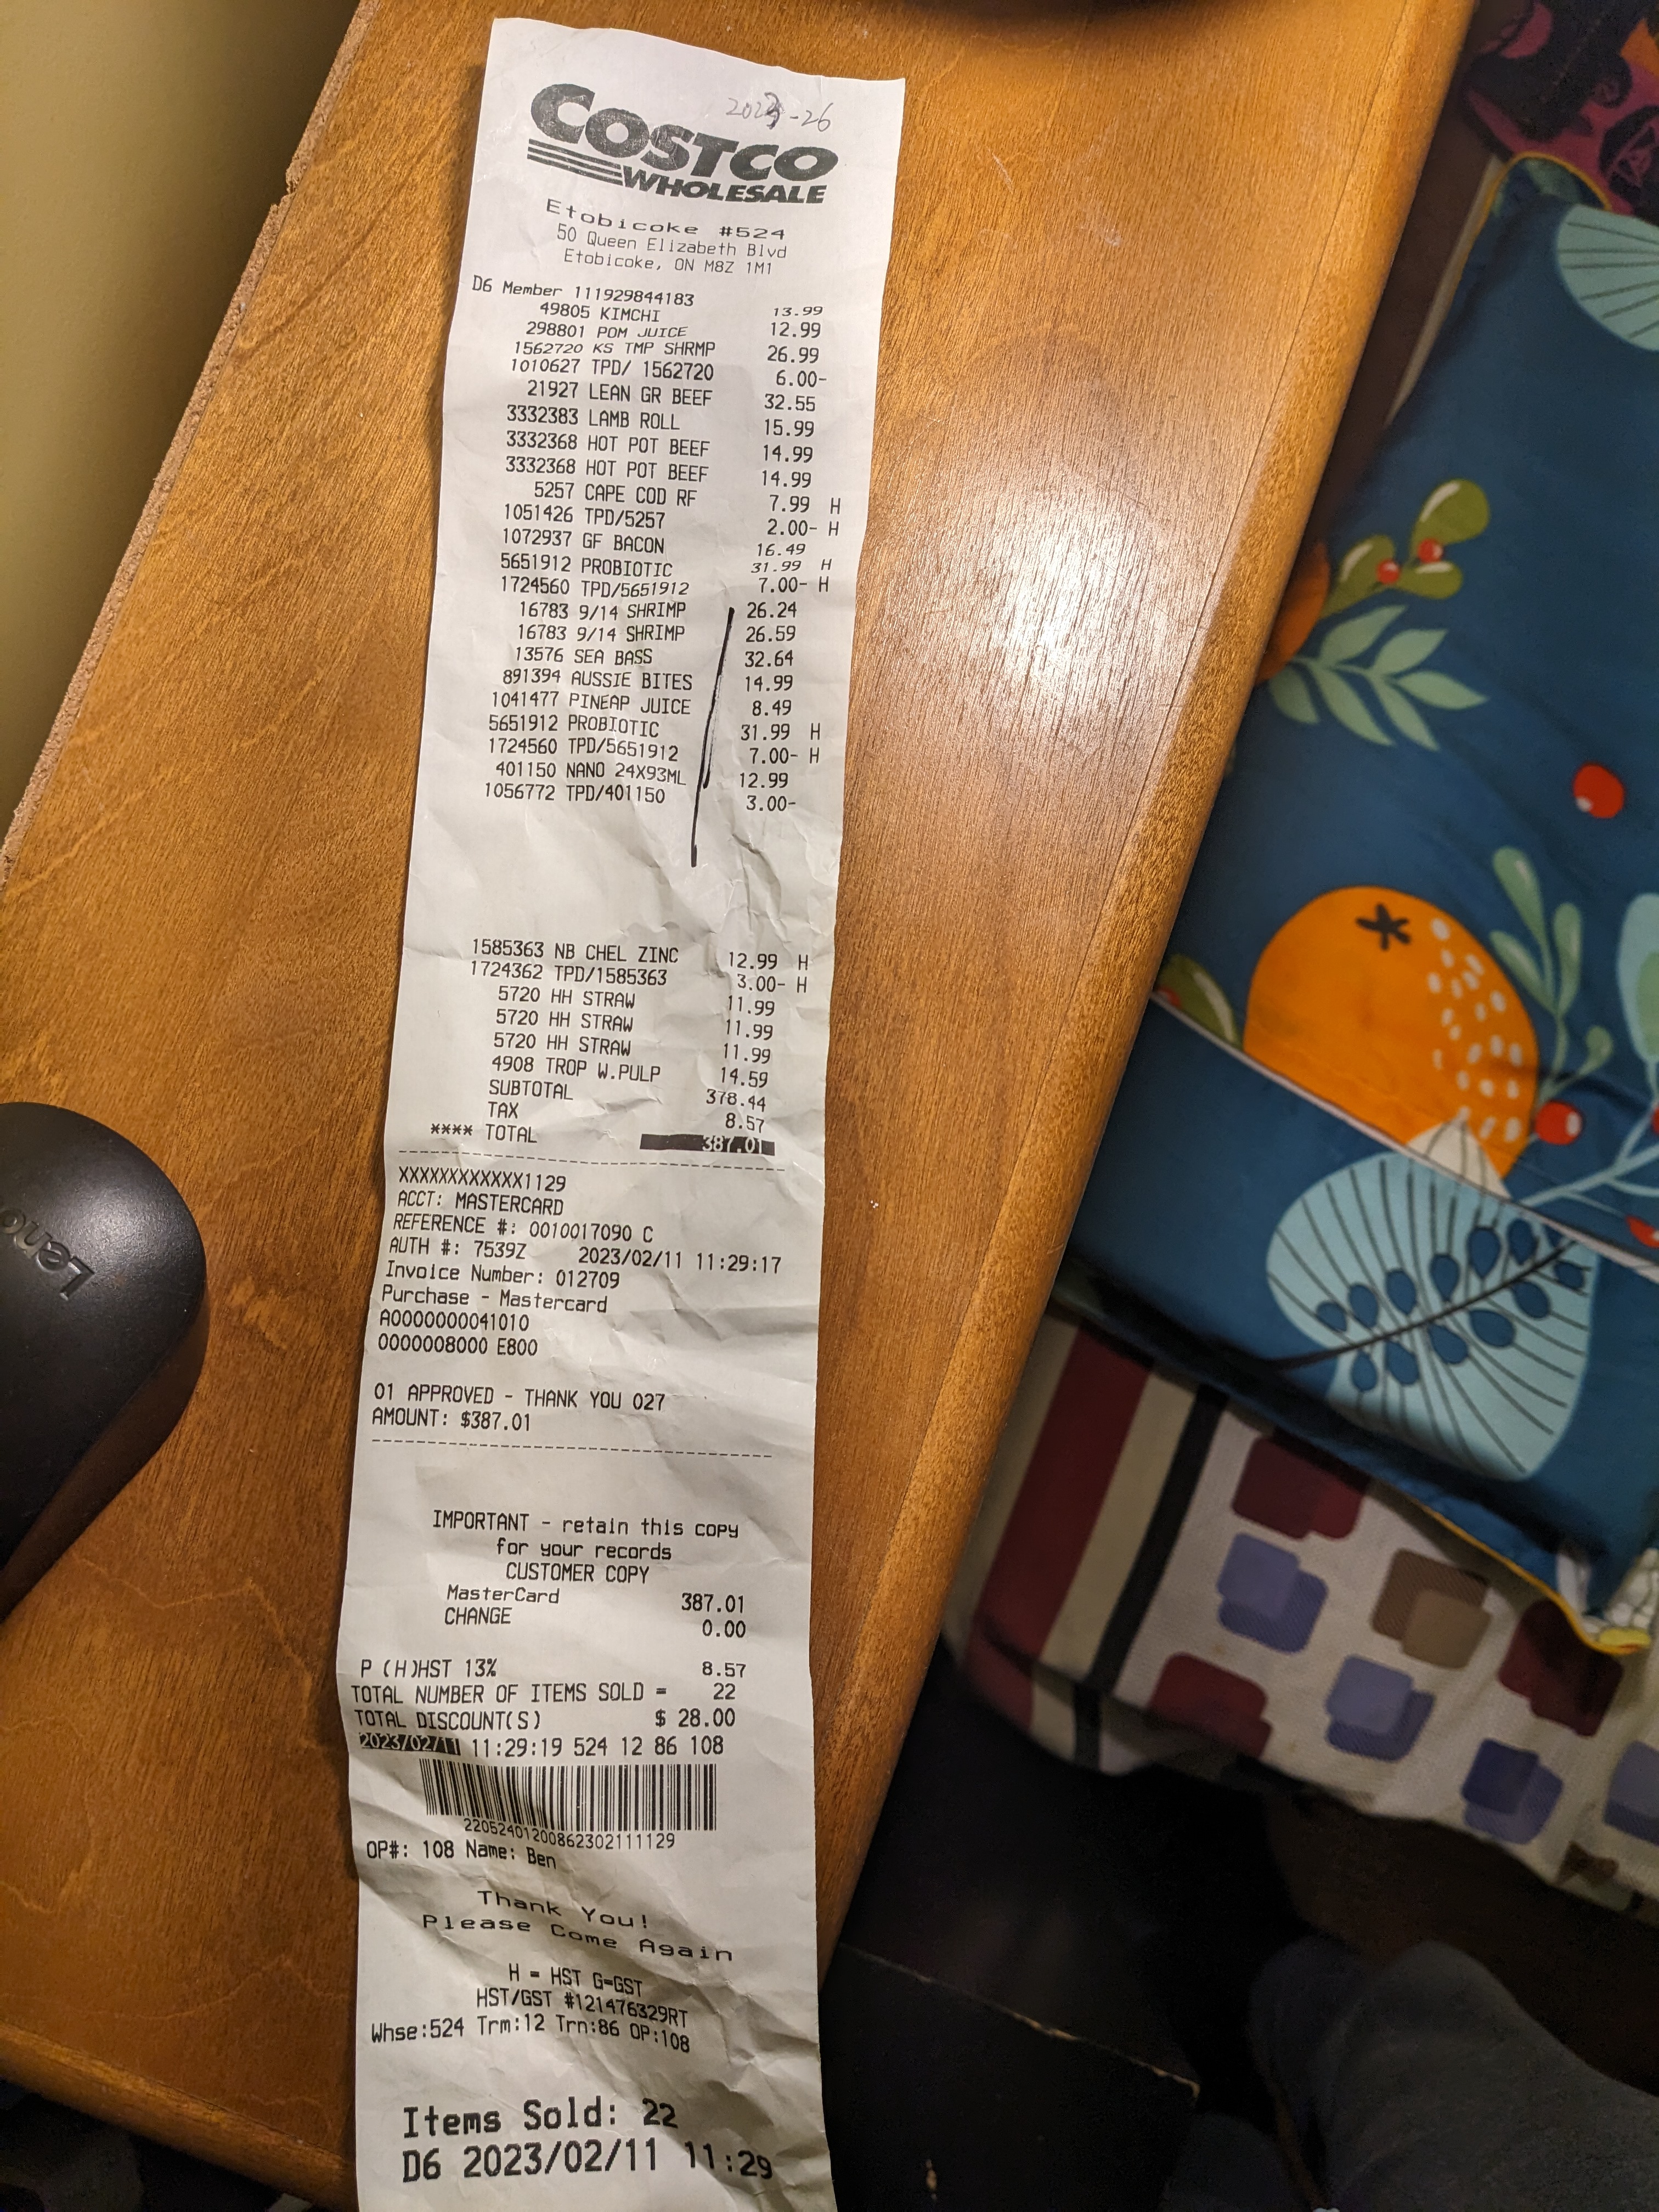 2023-26
COSTCO
WHOLESALE
Etobicoke #524
50 Queen Elizabeth Blvd
Etobicoke, ON M8Z 1M1
D6 Member 111929844183
49805 KIMCHI 13.99
298801 POM JUICE 12.99
1562720 KS TMP SHRMP 26.99
1010627 TPD/ 1562720 6.00-
21927 LEAN GR BEEF 32.55
3332383 LAMB ROLL 15.99
3332368 HOT POT BEEF 14.99
3332368 HOT POT BEEF 14.99
5257 CAPE COD RF 7.99 H
1051426 TPD/5257 2.00- H
1072937 GF BACON 16.49
5651912 PROBIOTIC 31.99 H
1724560 TPD/5651912 7.00- H
16783 9/14 SHRIMP 26.24
16783 9/14 SHRIMP 26.59
13576 SEA BASS 32.64
891394 AUSSIE BITES 14.99
1041477 PINEAP JUICE 8.49
5651912 PROBIOTIC 31.99 H
1724560 TPD/5651912 7.00- H
401150 NANO 24X93ML 12.99
1056772 TPD/401150 3.00-
1585363 NB CHEL ZINC 12.99 H
1724362 TPD/1585363 3.00- H
5720 HH STRAW 11.99
5720 HH STRAW 11.99
5720 HH STRAW 11.99
4908 TROP W.PULP 14.59
SUBTOTAL 378.44
TAX 8.57
**** TOTAL 387.01
XXXXXXXXXXXX1129
ACCT: MASTERCARD
REFERENCE #: 0010017090 C
AUTH #: 7539Z 2023/02/11 11:29:17
Invoice Number: 012709
Purchase - Mastercard
A0000000041010
0000008000 E800
01 APPROVED - THANK YOU 027
AMOUNT: $387.01
IMPORTANT - retain this copy
for your records
CUSTOMER COPY
MasterCard 387.01
CHANGE 0.00
P (H)HST 13% 8.57
TOTAL NUMBER OF ITEMS SOLD = 22
TOTAL DISCOUNT(S) $ 28.00
2023/02/11 11:29:19 524 12 86 108
22052401200862302111129
OP#: 108 Name: Ben
Thank You!
Please Come Again
H = HST G=GST
HST/GST #121476329RT
Whse:524 Trm:12 Trn:86 OP:108
Items Sold: 22
D6 2023/02/11 11:29
Leno